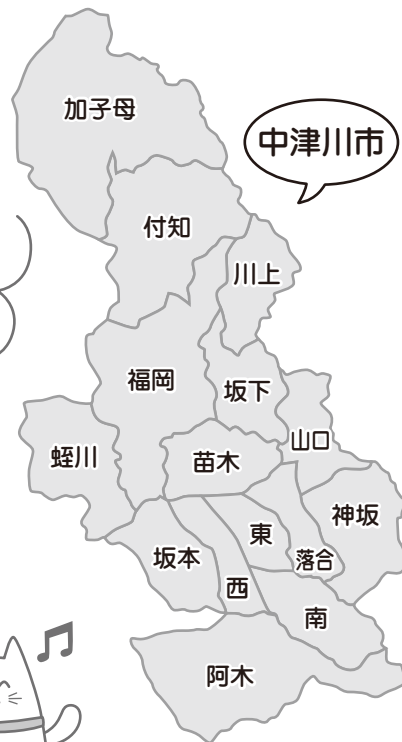 加子母
中津川市
付知
川上
福岡
坂下
山口
蛭川
苗木
神坂
東
坂本
落合
西
南
阿木